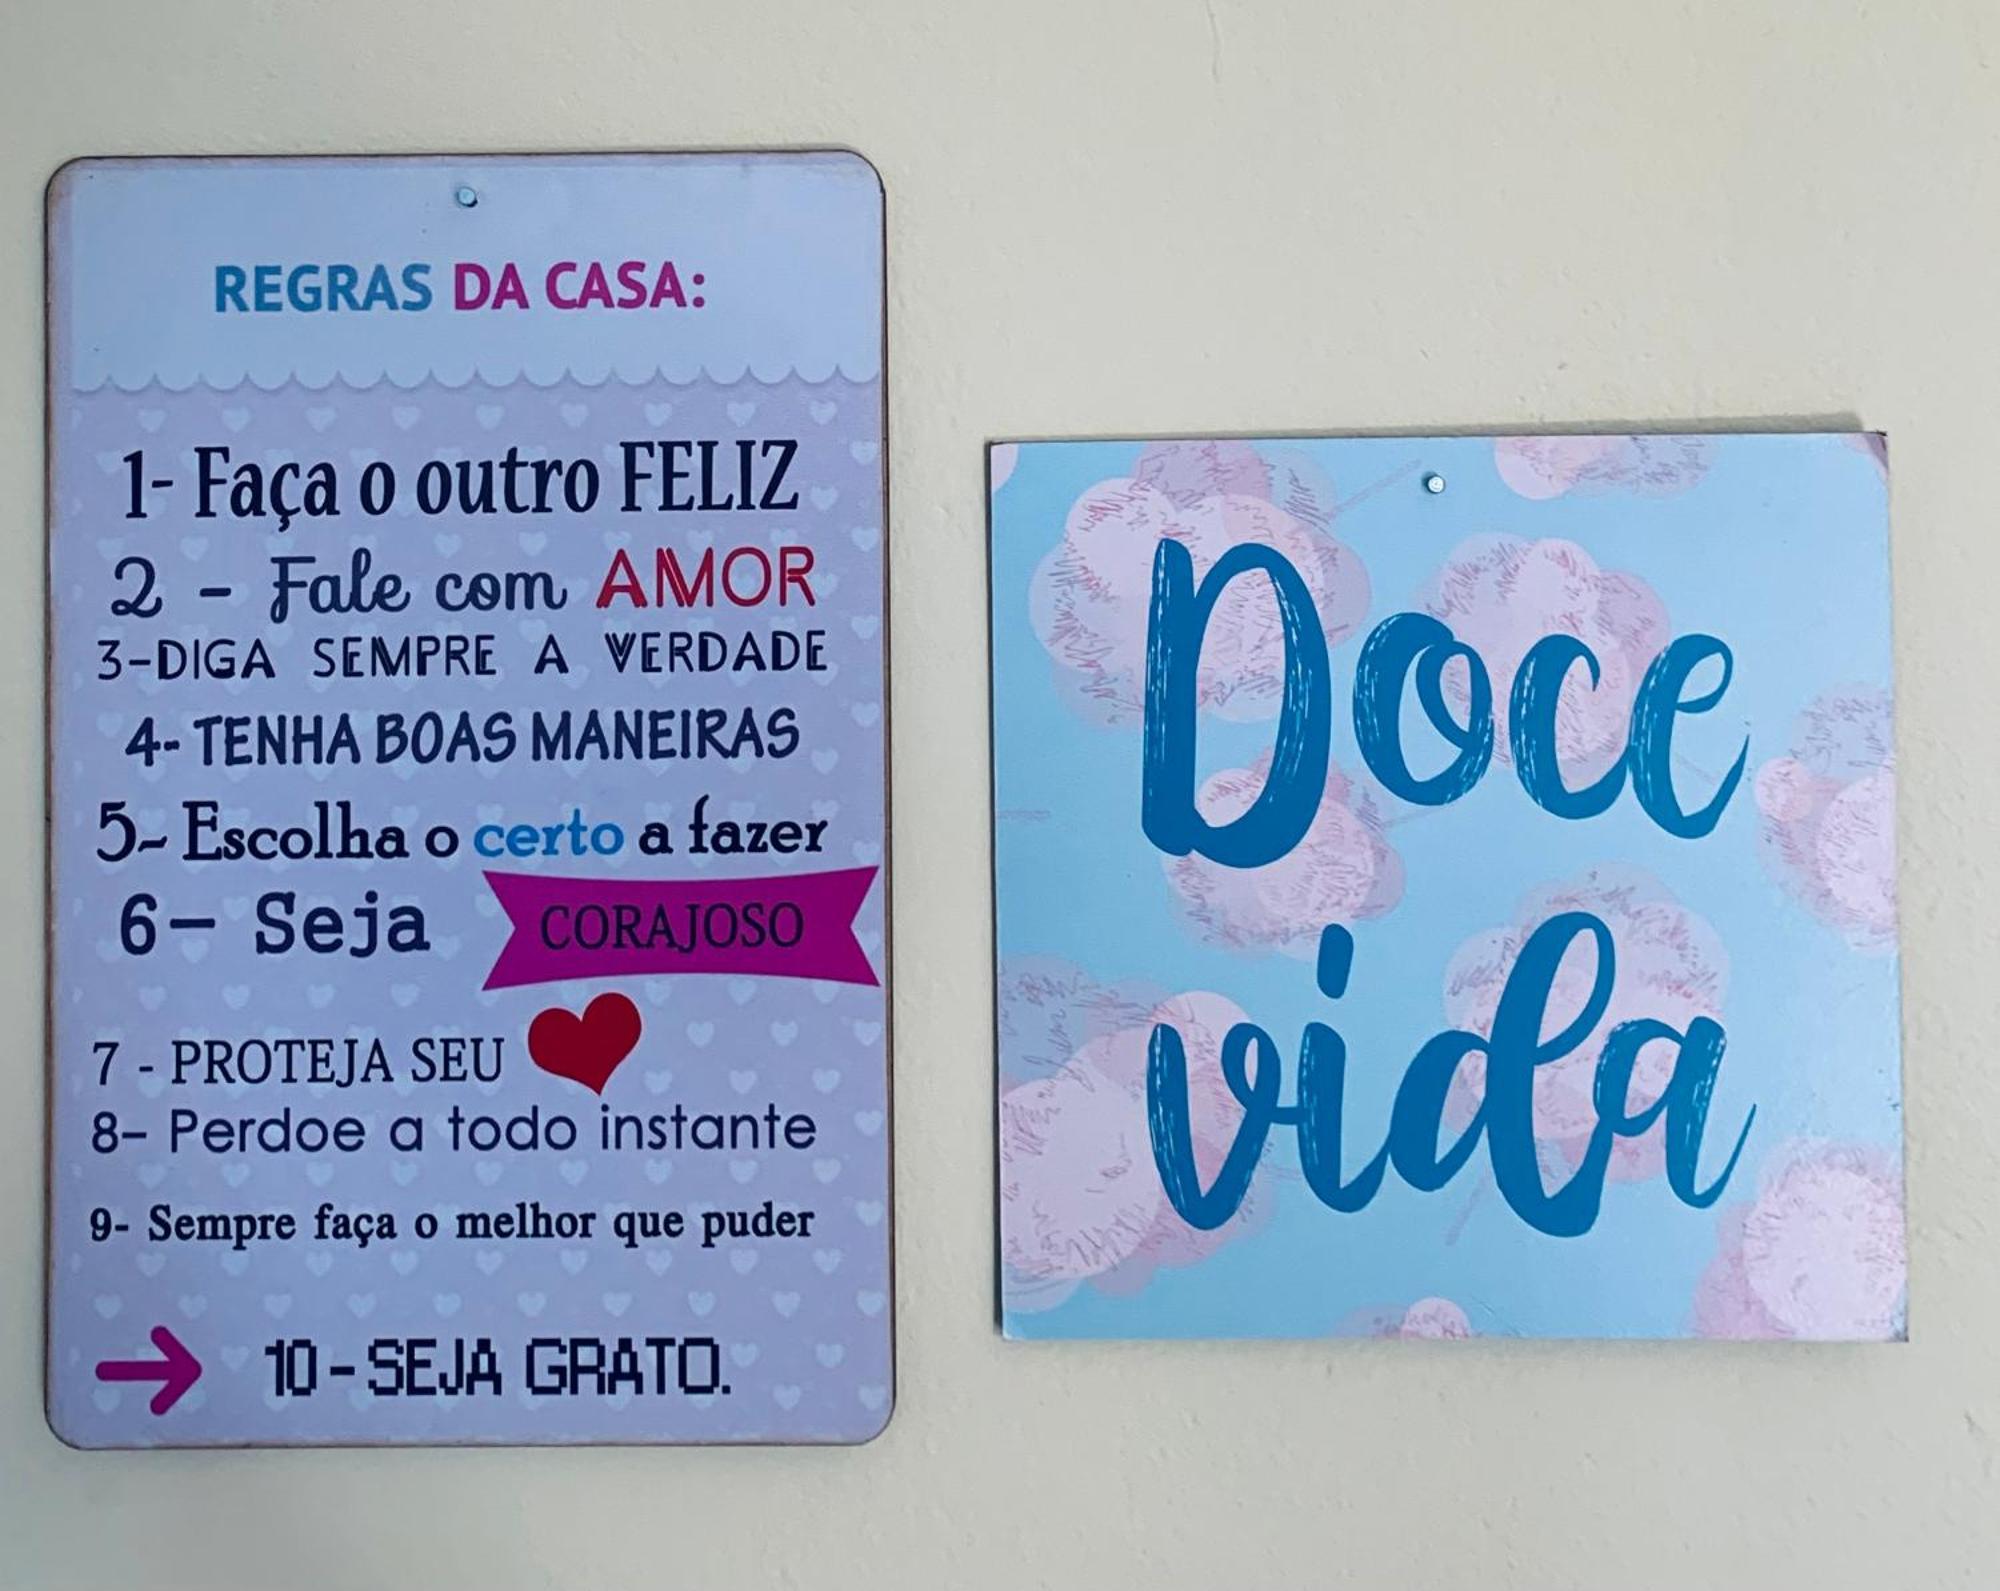 REGRAS DA CASA:
1- Faça o outro FELIZ
2 - Fale com AMOR
3-DIGA SEMPRE A VERDADE
4- TENHA BOAS MANEIRAS
5- Escolha o certo a fazer
6- Seja CORAJOSO
7 - PROTEJA SEU
8- Perdoe a todo instante
9- Sempre faça o melhor que puder
10-SEJA GRATO.
Doce
vida